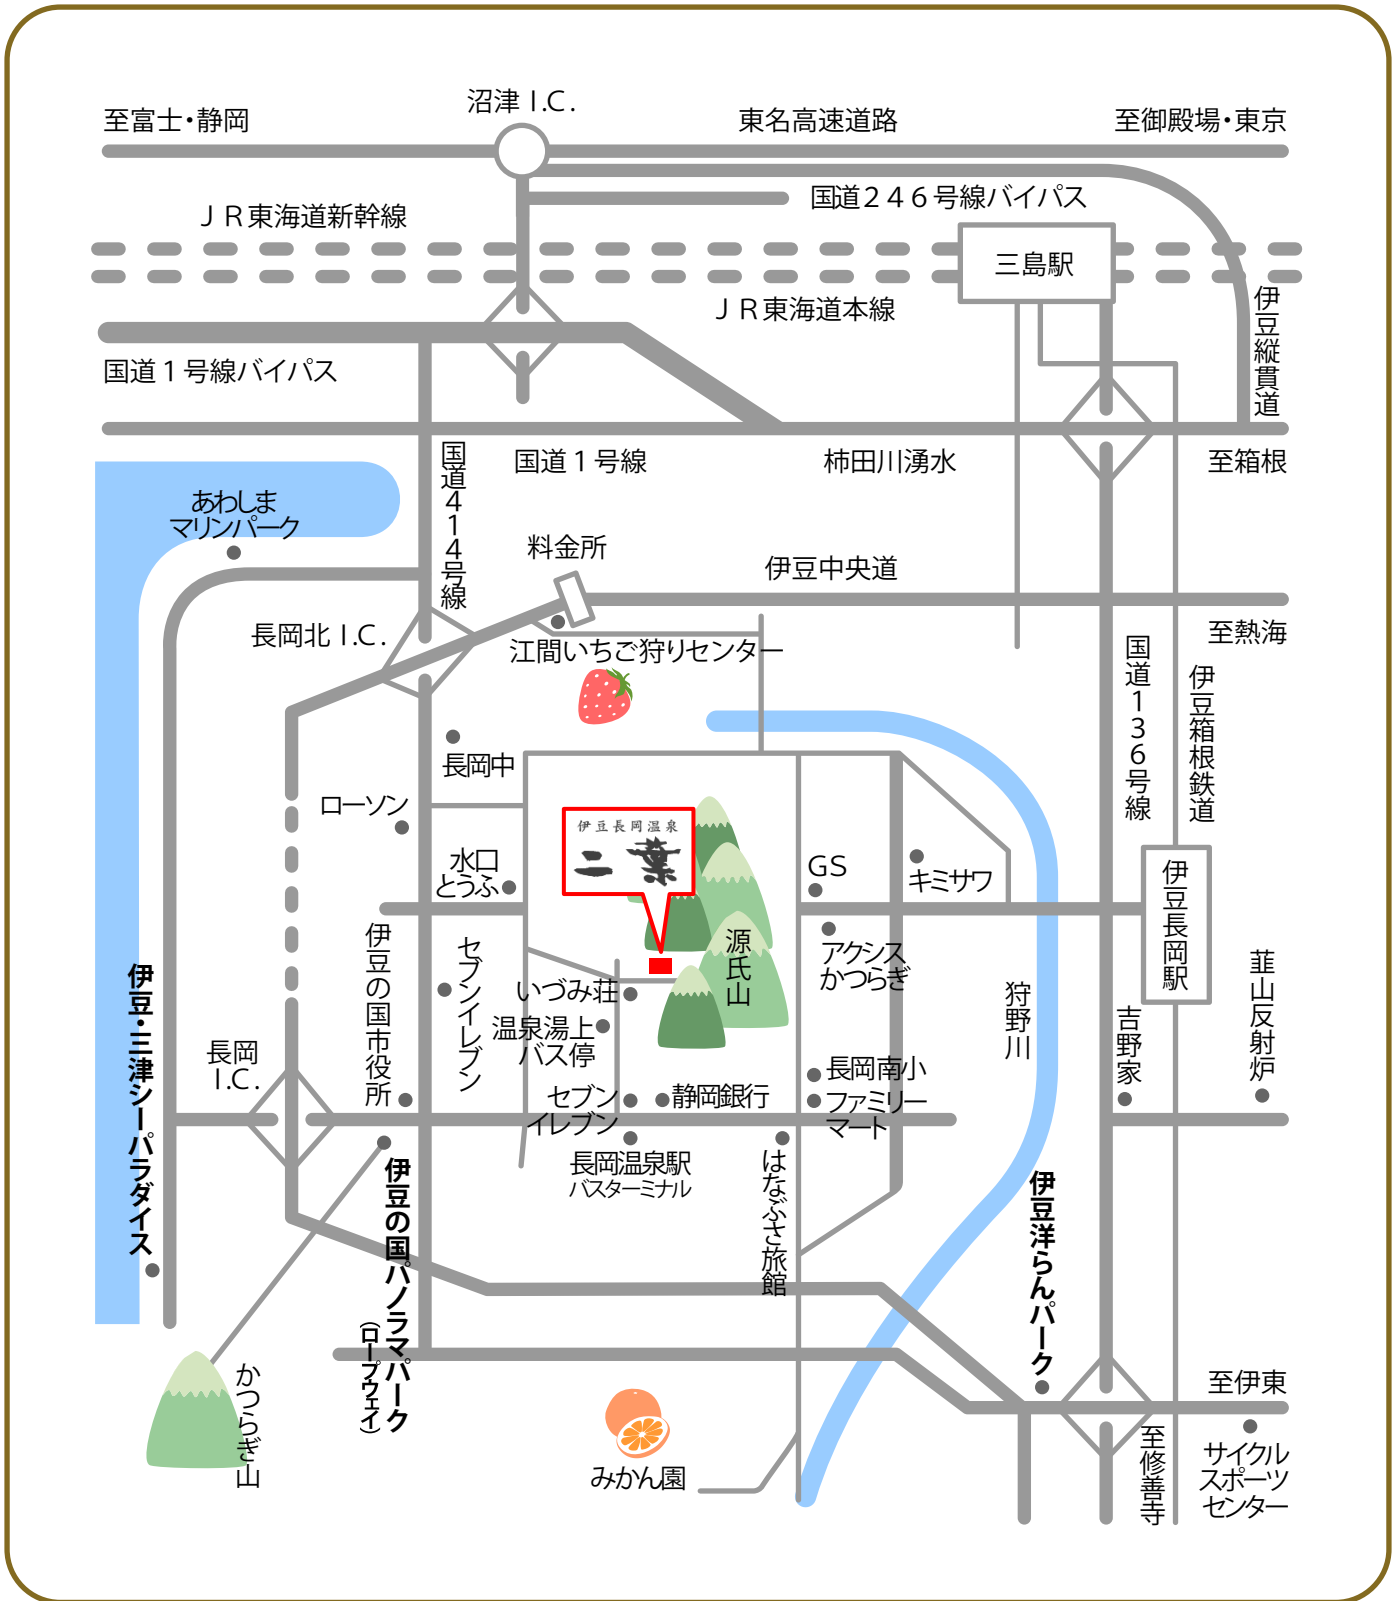 沼津 I.C.
至富士・静岡
東名高速道路
至御殿場・東京
国道２４６号線バイパス
ＪＲ東海道新幹線
三島駅
ＪＲ東海道本線
伊豆縦貫道
国道１号線バイパス
国道414号線
国道１号線
柿田川湧水
至箱根
あわしま
マリンパーク
料金所
伊豆中央道
長岡北 I.C.
江間いちご狩りセンター
至熱海
国道136号線
伊豆箱根鉄道
長岡中
ローソン
伊豆長岡温泉
二葉
水口
とうふ
GS
キミサワ
伊豆長岡駅
伊豆の国市役所
セブンイレブン
源氏山
アクシス
かつらぎ
いづみ荘
温泉湯上
バス停
狩野川
吉野家
韮山反射炉
伊豆・三津シーパラダイス
長岡
I.C.
セブン
イレブン
静岡銀行
長岡南小
ファミリー
マート
長岡温泉駅
バスターミナル
はなぶさ旅館
伊豆の国パノラマパーク
（ロープウェイ）
伊豆洋らんパーク
かつらぎ山
みかん園
至伊東
至修善寺
サイクル
スポーツ
センター